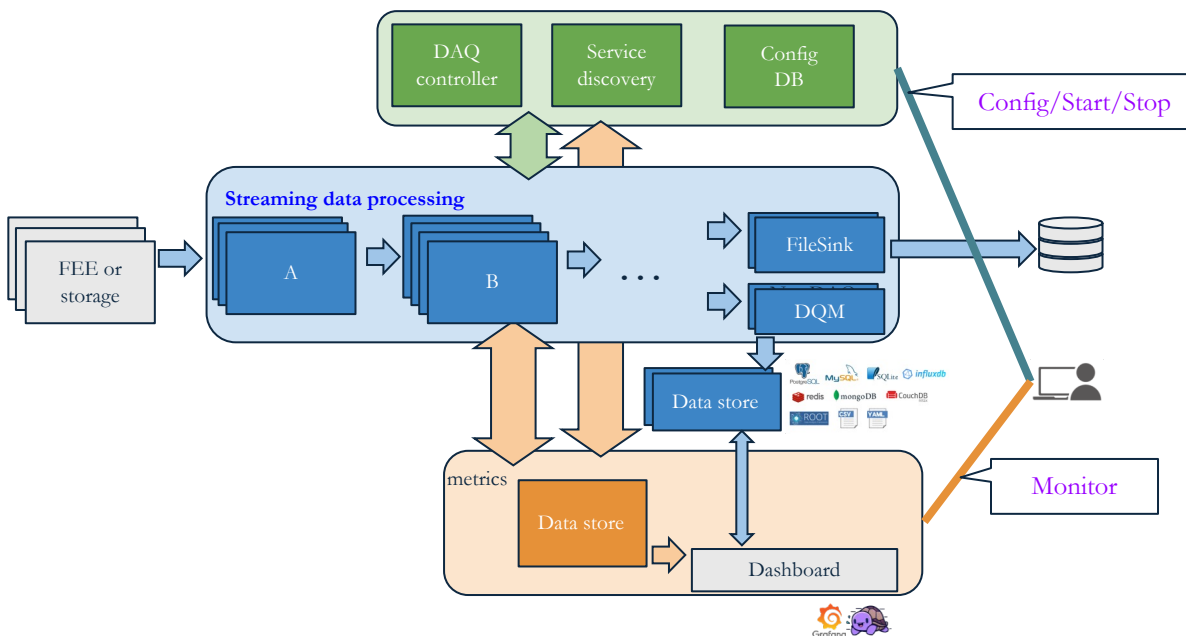 DAQ
controller
Service
discovery
Config
DB
Config/Start/Stop
Streaming data processing
FEE or
storage
A
B
...
FileSink
DQM
Data store
PostgreSQL
MySQL
SQLite
influxdb
redis
mongoDB
CouchDB
ROOT
CSV
YAML
metrics
Data store
Dashboard
Monitor
Grafana